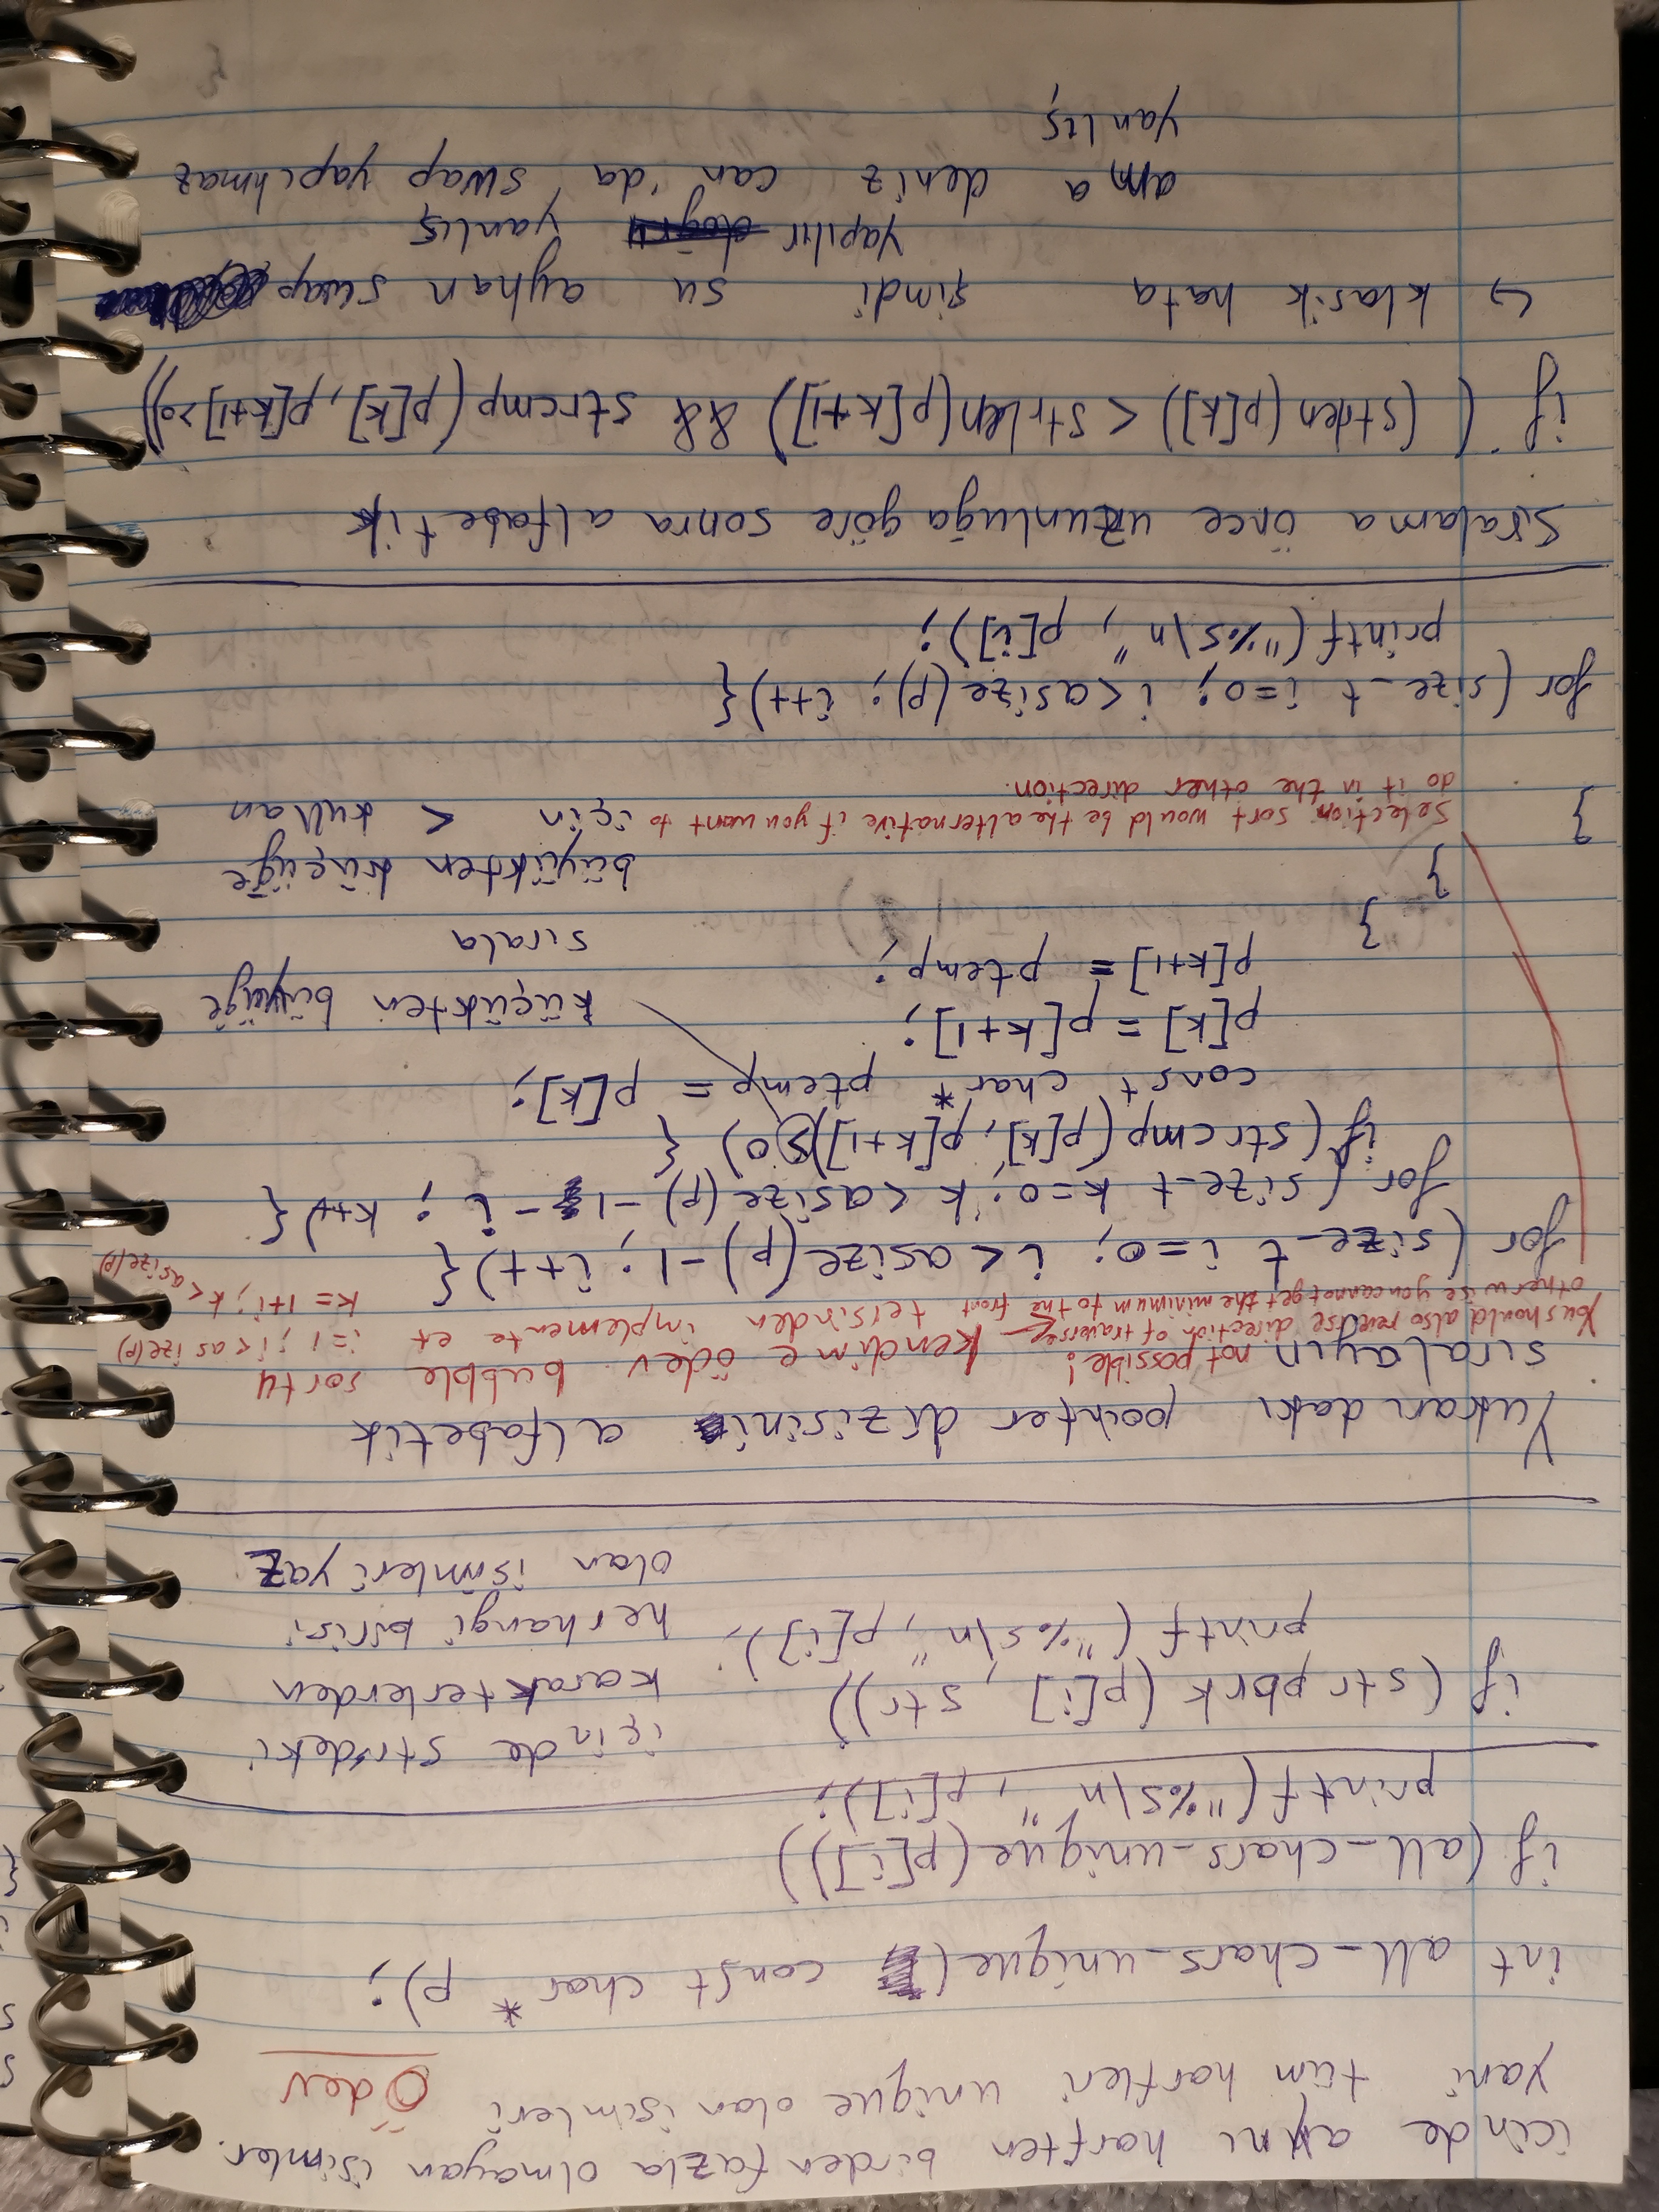 icinde aynı harften birden fazla olmayan isimler.
yani tüm harfleri unique olan isimleri
Ödev
int all_chars_unique( const char* p);
if (all_chars_unique(p[i]))
printf("%s\n", p[i]);
if (strpbrk (p[i], str))
printf ("%s\n", p[i]);
içinde str'deki
karakterlerden
herhangi birisi
olan isimleri yaz
Yukarıdakı pointer dizisini alfabetik
sıralayın not possible! ← kendime ödev. bubble sortu
tersinden implemente et
i=1 ; i< asize(p)
k= 1+i ; k< asize(p)
You should also reverse direction of traverse
otherwise you cannot get the minimum to the front
for (size_t i=0; i< asize(p)-1 ; i++){
for (size_t k=0; k <asize(p) -1 -i ; k++){
if (strcmp(p[k], p[k+1])>0) {
const char* ptemp = p[k];
p[k] = p[k+1];
p[k+1] = ptemp;
}
}
}
küçükten büyüğe
sırala
büyükten küçüğe
için < kullan
Selection sort would be the alternative if you want to
do it in the other direction.
for (size_t i=0; i<asize(p); i++){
printf("%s\n", p[i]);
Sıralama önce uzunluğa göre sonra alfabetik
if ( (strlen(p[k]) < strlen(p[k+1]) && strcmp(p[k], p[k+1]>0))
↪ klasik hata şimdi su ayhan swap
yapılır doğru yanlış
ama deniz can'da swap yapılmaz
yanlış